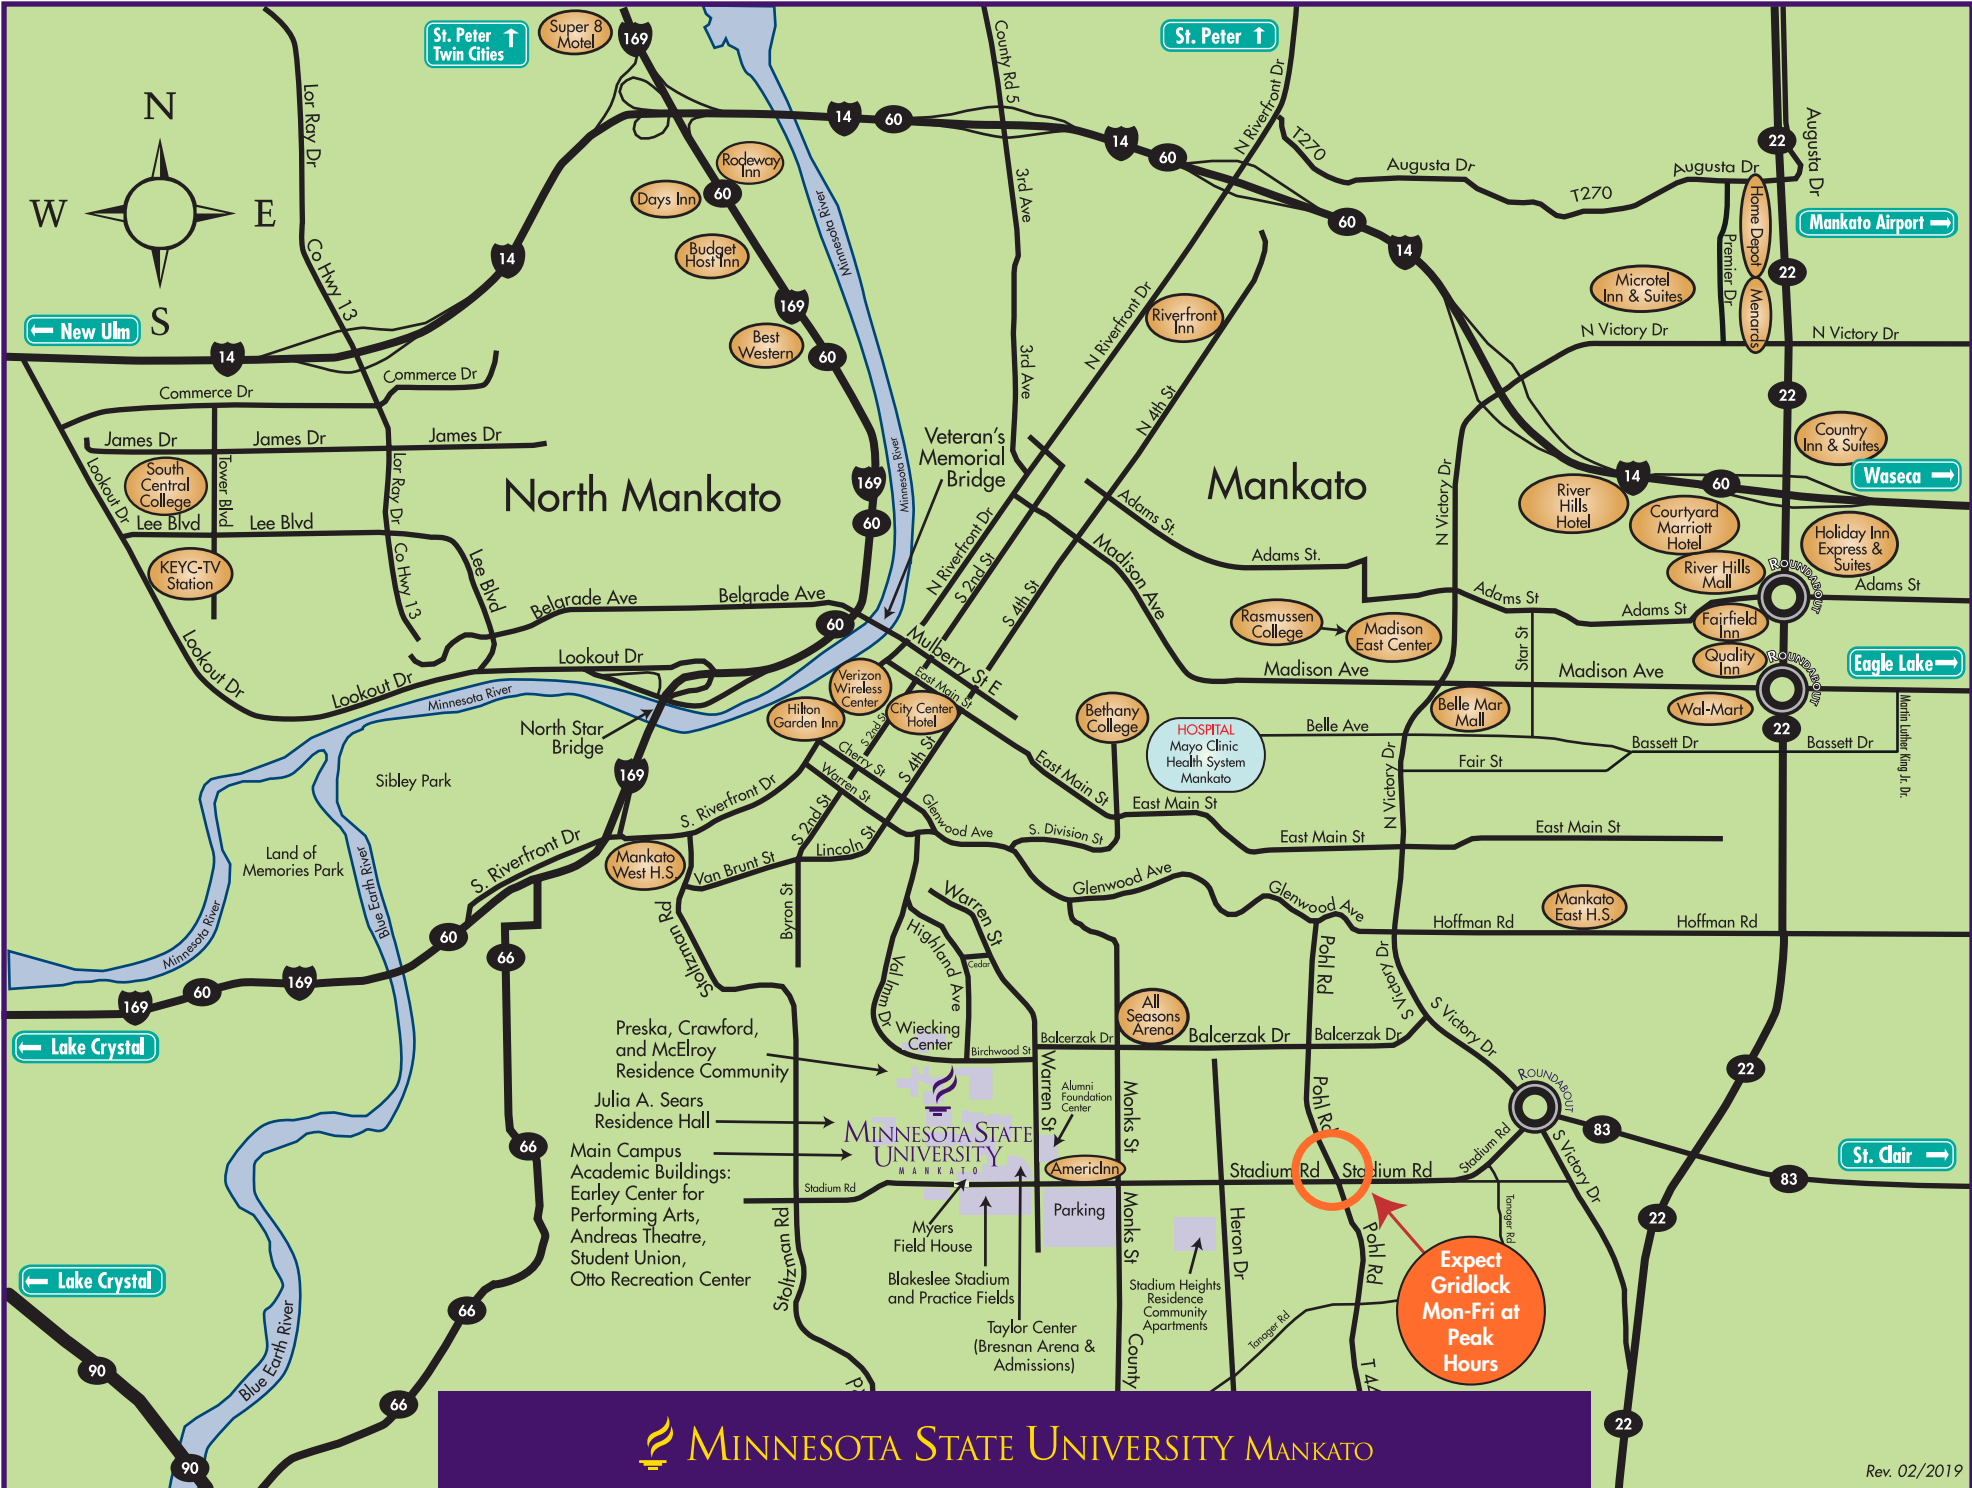 St. Peter ↑
Twin Cities
Super 8
Motel
169
St. Peter ↑
County Rd 5
N Riverfront Dr
Lor Ray Dr
N
W
E
S
14
60
14
60
22
Augusta Dr
T270
Augusta Dr
T270
Augusta Dr
Rodeway
Inn
Days Inn
60
Minnesota River
3rd Ave
Home Depot
Mankato Airport →
60
14
Budget
Host Inn
14
Co Hwy 13
Premier Dr
22
Microtel
Inn & Suites
Menards
← New Ulm
14
169
Best
Western
60
Minnesota River
3rd Ave
N Riverfront Dr
Riverfront
Inn
N Victory Dr
N Victory Dr
Commerce Dr
Commerce Dr
N 4th St
22
James Dr
James Dr
James Dr
Veteran's
Memorial
Bridge
Country
Inn & Suites
Waseca →
Lookout Dr
South
Central
College
Tower Blvd
Lor Ray Dr
North Mankato
169
60
Mankato
N Victory Dr
14
60
River
Hills
Hotel
Courtyard
Marriott
Hotel
Holiday Inn
Express &
Suites
Lee Blvd
Lee Blvd
KEYC-TV
Station
Co Hwy 13
Lee Blvd
N Riverfront Dr
S 2nd St
S 4th St
Adams St.
Adams St.
Madison Ave
River Hills
Mall
ROUNDABOUT
Adams St
Adams St
Adams St
Belgrade Ave
Belgrade Ave
60
Mulberry St E
Rasmussen
College
Madison
East Center
Star St
Fairfield
Inn
Quality
Inn
ROUNDABOUT
Eagle Lake →
Lookout Dr
Lookout Dr
Lookout Dr
Minnesota River
Verizon
Wireless
Center
East Main St
Madison Ave
Madison Ave
Hilton
Garden Inn
City Center
Hotel
S 2nd St
Bethany
College
Belle Mar
Mall
Wal-Mart
22
Martin Luther King Jr. Dr.
North Star
Bridge
HOSPITAL
Mayo Clinic
Health System
Mankato
Belle Ave
Bassett Dr
Bassett Dr
Fair St
169
Sibley Park
Cherry St
Warren St
S 4th St
East Main St
East Main St
East Main St
East Main St
N Victory Dr
S. Riverfront Dr
S 2nd St
Lincoln St
Glenwood Ave
S. Division St
Land of
Memories Park
S. Riverfront Dr
Mankato
West H.S.
Van Brunt St
Byron St
Stoltzman Rd
Glenwood Ave
Glenwood Ave
Hoffman Rd
Hoffman Rd
Mankato
East H.S.
Minnesota River
Blue Earth River
60
66
Warren St
Highland Ave
Cedar
Val Imm Dr
Pohl Rd
S Victory Dr
169
60
169
← Lake Crystal
Preska, Crawford,
and McElroy
Residence Community
Wiecking
Center
Birchwood St
Balcerzak Dr
All
Seasons
Arena
Balcerzak Dr
Balcerzak Dr
S Victory Dr
22
Julia A. Sears
Residence Hall
Warren St
Alumni
Foundation
Center
Monks St
Pohl Rd
ROUNDABOUT
83
MINNESOTA STATE
UNIVERSITY
MANKATO
66
Main Campus
Academic Buildings:
Earley Center for
Performing Arts,
Andreas Theatre,
Student Union,
Otto Recreation Center
AmericInn
Stadium Rd
Stadium Rd
Stadium Rd
Stadium Rd
S Victory Dr
St. Clair →
83
Stoltzman Rd
Myers
Field House
Parking
Monks St
Heron Dr
Pohl Rd
Tanager Rd
22
Blakeslee Stadium
and Practice Fields
Stadium Heights
Residence
Community
Apartments
Expect
Gridlock
Mon-Fri at
Peak
Hours
← Lake Crystal
66
Blue Earth River
Taylor Center
(Bresnan Arena &
Admissions)
County
Tanager Rd
T 44
90
66
22
90
MINNESOTA STATE UNIVERSITY MANKATO
Rev. 02/2019